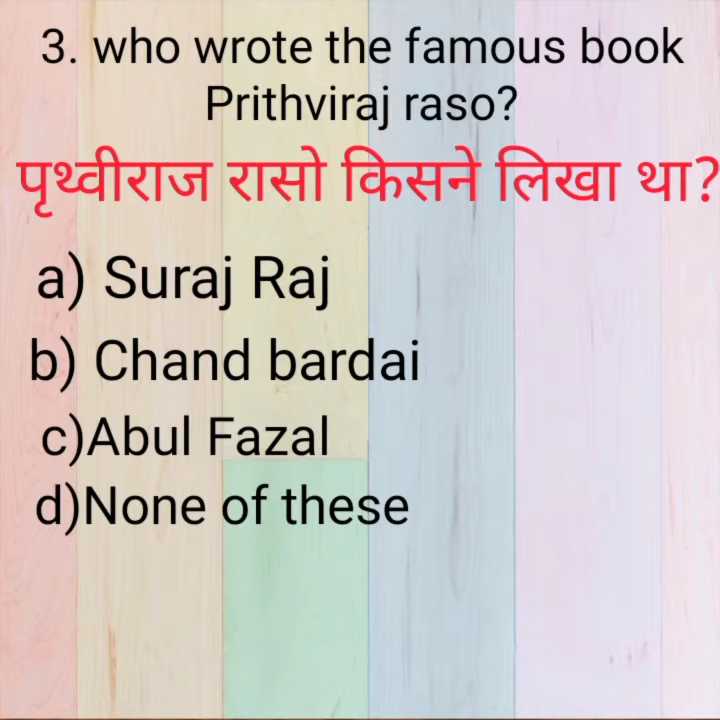 3. who wrote the famous book
Prithviraj raso?
पृथ्वीराज रासो किसने लिखा था?
a) Suraj Raj
b) Chand bardai
c)Abul Fazal
d)None of these